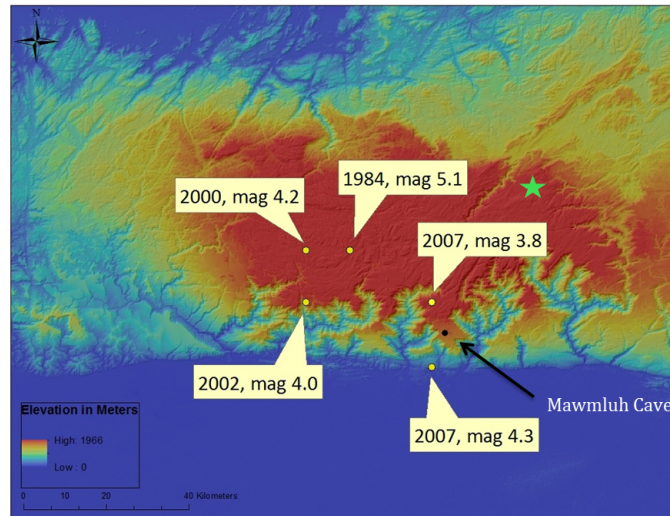 N
1984, mag 5.1
2000, mag 4.2
2007, mag 3.8
2002, mag 4.0
Mawmluh Cave
2007, mag 4.3
Elevation in Meters
High: 1966
Low : 0
0 10 20 40 Kilometers